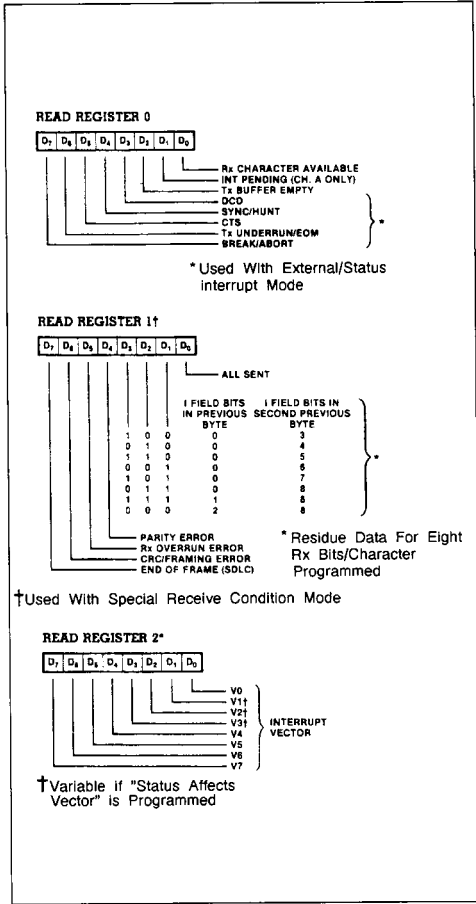 READ REGISTER 0
D7 D6 D5 D4 D3 D2 D1 D0
Rx CHARACTER AVAILABLE
INT PENDING (CH. A ONLY)
Tx BUFFER EMPTY
DCD
SYNC/HUNT
CTS
Tx UNDERRUN/EOM
BREAK/ABORT
*
*Used With External/Status
interrupt Mode
READ REGISTER 1†
D7 D6 D5 D4 D3 D2 D1 D0
ALL SENT
I FIELD BITS I FIELD BITS IN
IN PREVIOUS SECOND PREVIOUS
BYTE BYTE
1 0 0 0 3
0 1 0 0 4
1 1 0 0 5
0 0 1 0 6
1 0 1 0 7
0 1 1 0 8
1 1 1 1 8
0 0 0 2 8
*
PARITY ERROR
Rx OVERRUN ERROR
CRC/FRAMING ERROR
END OF FRAME (SDLC)
*Residue Data For Eight
Rx Bits/Character
Programmed
†Used With Special Receive Condition Mode
READ REGISTER 2*
D7 D6 D5 D4 D3 D2 D1 D0
V0
V1†
V2†
V3†
V4
V5
V6
V7
INTERRUPT
VECTOR
†Variable if "Status Affects
Vector" is Programmed